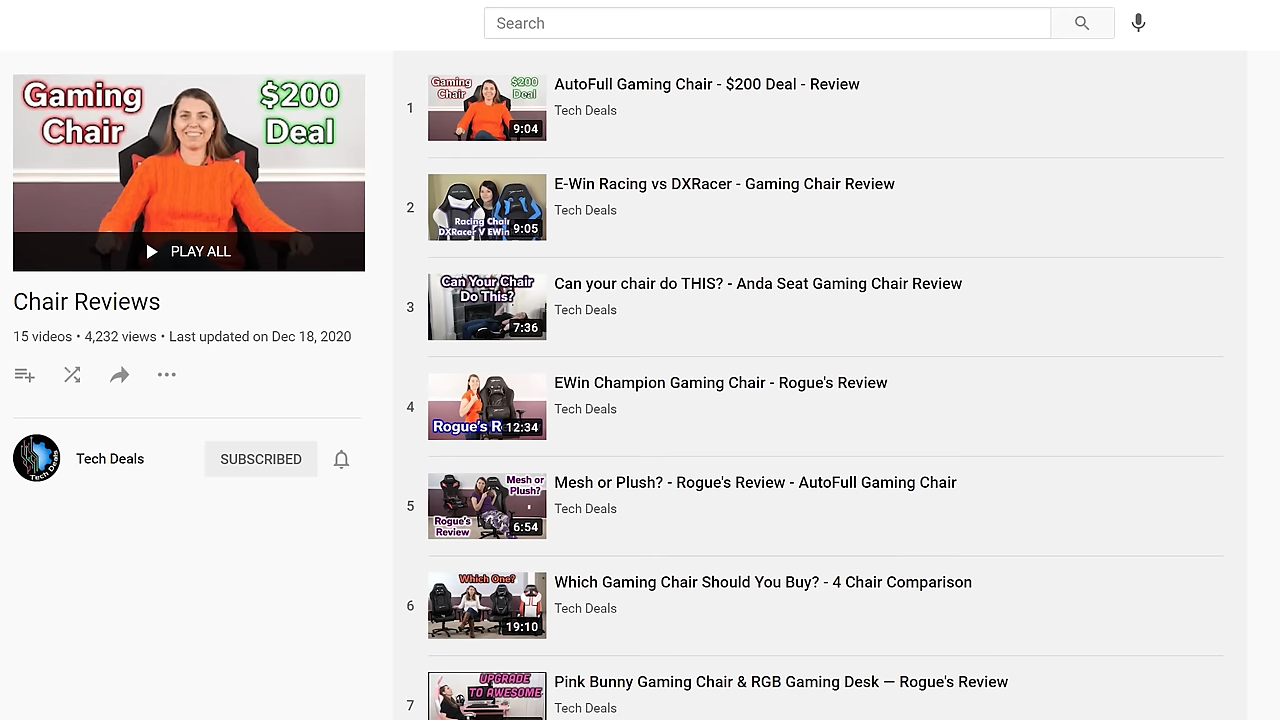 Search
Gaming
Chair
$200
Deal
PLAY ALL
Chair Reviews
15 videos • 4,232 views • Last updated on Dec 18, 2020
Tech Deals
Tech Deals
SUBSCRIBED
1
Gaming
Chair
$200
Deal
9:04
AutoFull Gaming Chair - $200 Deal - Review
Tech Deals
2
Racing Chair
DXRacer V EWin
9:05
E-Win Racing vs DXRacer - Gaming Chair Review
Tech Deals
3
Can Your Chair
Do This?
7:36
Can your chair do THIS? - Anda Seat Gaming Chair Review
Tech Deals
4
Rogue's R
12:34
EWin Champion Gaming Chair - Rogue's Review
Tech Deals
5
Mesh or
Plush?
Rogue's
Review
6:54
Mesh or Plush? - Rogue's Review - AutoFull Gaming Chair
Tech Deals
6
Which One?
19:10
Which Gaming Chair Should You Buy? - 4 Chair Comparison
Tech Deals
7
UPGRADE
TO AWESOME
Pink Bunny Gaming Chair & RGB Gaming Desk — Rogue's Review
Tech Deals